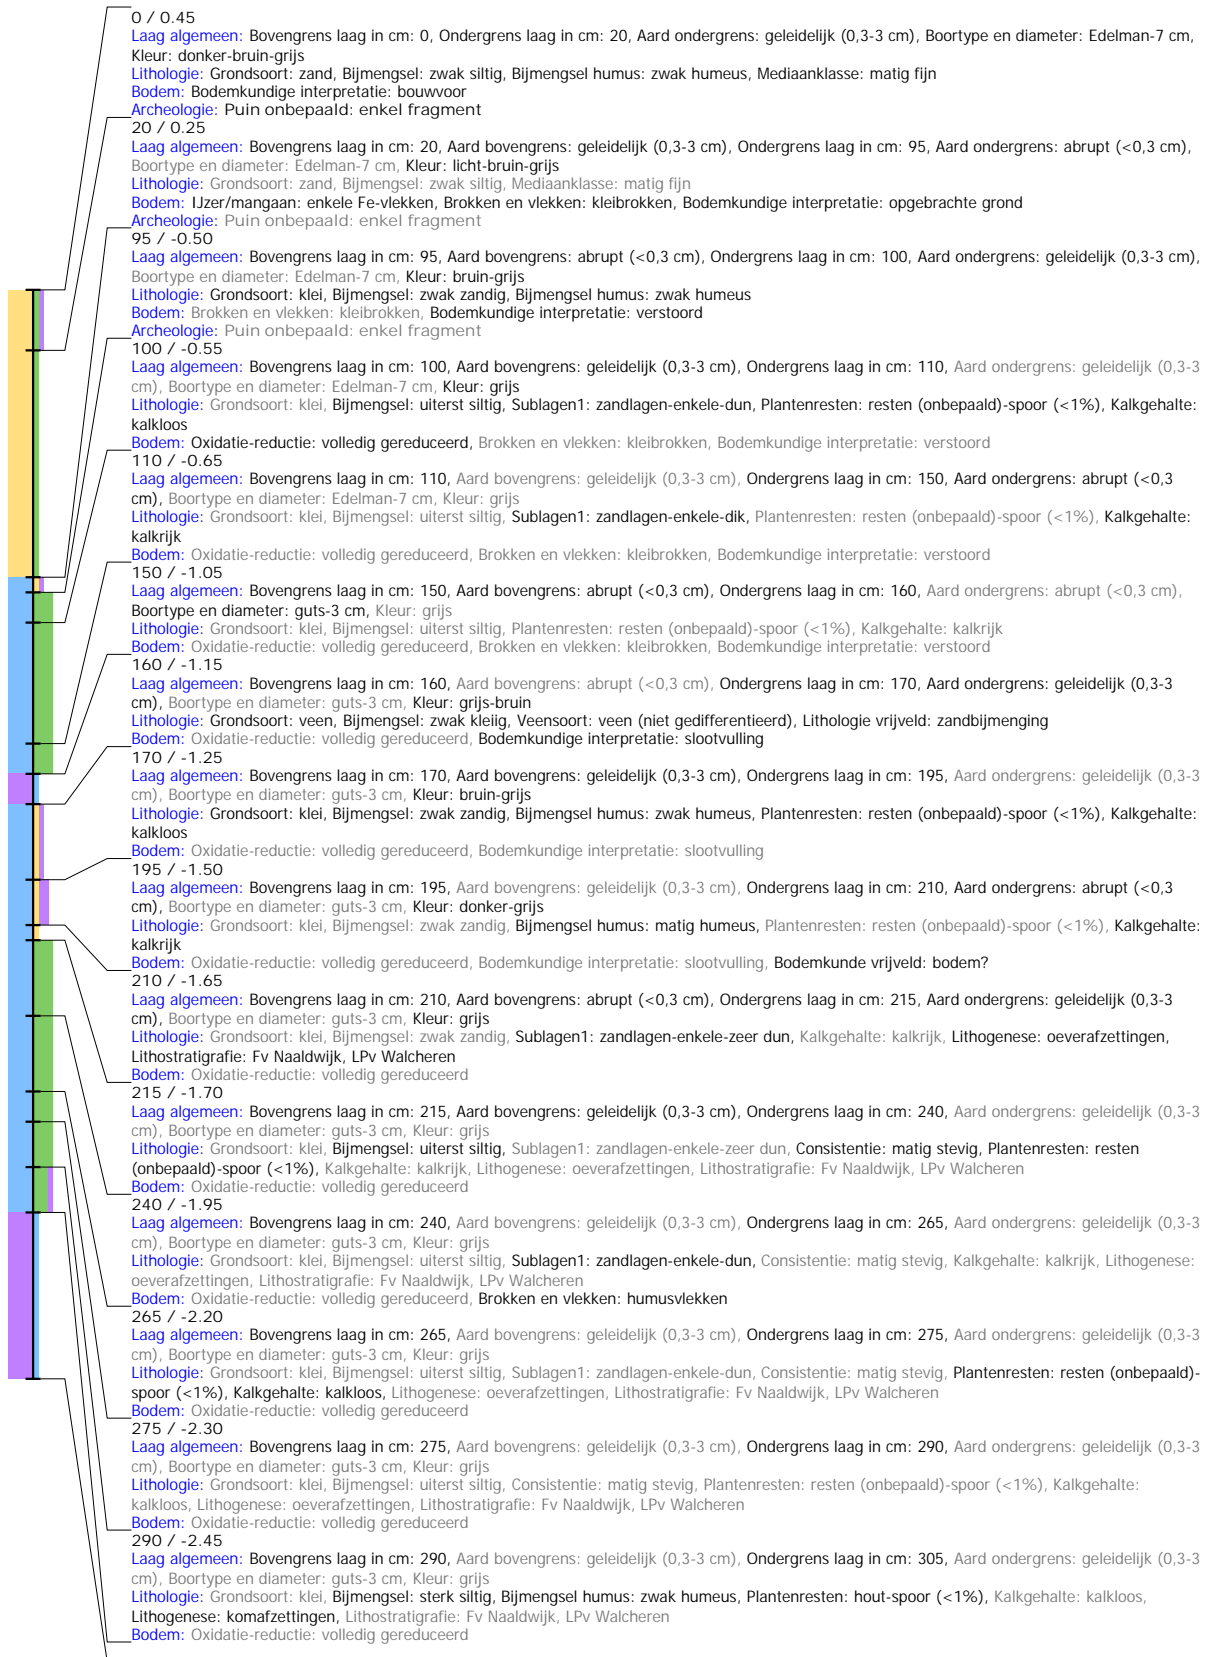 0 / 0.45
Laag algemeen: Bovengrens laag in cm: 0, Ondergrens laag in cm: 20, Aard ondergrens: geleidelijk (0,3-3 cm), Boortype en diameter: Edelman-7 cm,
Kleur: donker-bruin-grijs
Lithologie: Grondsoort: zand, Bijmengsel: zwak siltig, Bijmengsel humus: zwak humeus, Mediaanklasse: matig fijn
Bodem: Bodemkundige interpretatie: bouwvoor
Archeologie: Puin onbepaald: enkel fragment
20 / 0.25
Laag algemeen: Bovengrens laag in cm: 20, Aard bovengrens: geleidelijk (0,3-3 cm), Ondergrens laag in cm: 95, Aard ondergrens: abrupt (<0,3 cm),
Boortype en diameter: Edelman-7 cm, Kleur: licht-bruin-grijs
Lithologie: Grondsoort: zand, Bijmengsel: zwak siltig, Mediaanklasse: matig fijn
Bodem: IJzer/mangaan: enkele Fe-vlekken, Brokken en vlekken: kleibrokken, Bodemkundige interpretatie: opgebrachte grond
Archeologie: Puin onbepaald: enkel fragment
95 / -0.50
Laag algemeen: Bovengrens laag in cm: 95, Aard bovengrens: abrupt (<0,3 cm), Ondergrens laag in cm: 100, Aard ondergrens: geleidelijk (0,3-3 cm),
Boortype en diameter: Edelman-7 cm, Kleur: bruin-grijs
Lithologie: Grondsoort: klei, Bijmengsel: zwak zandig, Bijmengsel humus: zwak humeus
Bodem: Brokken en vlekken: kleibrokken, Bodemkundige interpretatie: verstoord
Archeologie: Puin onbepaald: enkel fragment
100 / -0.55
Laag algemeen: Bovengrens laag in cm: 100, Aard bovengrens: geleidelijk (0,3-3 cm), Ondergrens laag in cm: 110, Aard ondergrens: geleidelijk (0,3-3
cm), Boortype en diameter: Edelman-7 cm, Kleur: grijs
Lithologie: Grondsoort: klei, Bijmengsel: uiterst siltig, Sublagen1: zandlagen-enkele-dun, Plantenresten: resten (onbepaald)-spoor (<1%), Kalkgehalte:
kalkloos
Bodem: Oxidatie-reductie: volledig gereduceerd, Brokken en vlekken: kleibrokken, Bodemkundige interpretatie: verstoord
110 / -0.65
Laag algemeen: Bovengrens laag in cm: 110, Aard bovengrens: geleidelijk (0,3-3 cm), Ondergrens laag in cm: 150, Aard ondergrens: abrupt (<0,3
cm), Boortype en diameter: Edelman-7 cm, Kleur: grijs
Lithologie: Grondsoort: klei, Bijmengsel: uiterst siltig, Sublagen1: zandlagen-enkele-dik, Plantenresten: resten (onbepaald)-spoor (<1%), Kalkgehalte:
kalkrijk
Bodem: Oxidatie-reductie: volledig gereduceerd, Brokken en vlekken: kleibrokken, Bodemkundige interpretatie: verstoord
150 / -1.05
Laag algemeen: Bovengrens laag in cm: 150, Aard bovengrens: abrupt (<0,3 cm), Ondergrens laag in cm: 160, Aard ondergrens: abrupt (<0,3 cm),
Boortype en diameter: guts-3 cm, Kleur: grijs
Lithologie: Grondsoort: klei, Bijmengsel: uiterst siltig, Plantenresten: resten (onbepaald)-spoor (<1%), Kalkgehalte: kalkrijk
Bodem: Oxidatie-reductie: volledig gereduceerd, Brokken en vlekken: kleibrokken, Bodemkundige interpretatie: verstoord
160 / -1.15
Laag algemeen: Bovengrens laag in cm: 160, Aard bovengrens: abrupt (<0,3 cm), Ondergrens laag in cm: 170, Aard ondergrens: geleidelijk (0,3-3
cm), Boortype en diameter: guts-3 cm, Kleur: grijs-bruin
Lithologie: Grondsoort: veen, Bijmengsel: zwak kleiig, Veensoort: veen (niet gedifferentieerd), Lithologie vrijveld: zandbijmenging
Bodem: Oxidatie-reductie: volledig gereduceerd, Bodemkundige interpretatie: slootvulling
170 / -1.25
Laag algemeen: Bovengrens laag in cm: 170, Aard bovengrens: geleidelijk (0,3-3 cm), Ondergrens laag in cm: 195, Aard ondergrens: geleidelijk (0,3-3
cm), Boortype en diameter: guts-3 cm, Kleur: bruin-grijs
Lithologie: Grondsoort: klei, Bijmengsel: zwak zandig, Bijmengsel humus: zwak humeus, Plantenresten: resten (onbepaald)-spoor (<1%), Kalkgehalte:
kalkloos
Bodem: Oxidatie-reductie: volledig gereduceerd, Bodemkundige interpretatie: slootvulling
195 / -1.50
Laag algemeen: Bovengrens laag in cm: 195, Aard bovengrens: geleidelijk (0,3-3 cm), Ondergrens laag in cm: 210, Aard ondergrens: abrupt (<0,3
cm), Boortype en diameter: guts-3 cm, Kleur: donker-grijs
Lithologie: Grondsoort: klei, Bijmengsel: zwak zandig, Bijmengsel humus: matig humeus, Plantenresten: resten (onbepaald)-spoor (<1%), Kalkgehalte:
kalkrijk
Bodem: Oxidatie-reductie: volledig gereduceerd, Bodemkundige interpretatie: slootvulling, Bodemkunde vrijveld: bodem?
210 / -1.65
Laag algemeen: Bovengrens laag in cm: 210, Aard bovengrens: abrupt (<0,3 cm), Ondergrens laag in cm: 215, Aard ondergrens: geleidelijk (0,3-3
cm), Boortype en diameter: guts-3 cm, Kleur: grijs
Lithologie: Grondsoort: klei, Bijmengsel: zwak zandig, Sublagen1: zandlagen-enkele-zeer dun, Kalkgehalte: kalkrijk, Lithogenese: oeverafzettingen,
Lithostratigrafie: Fv Naaldwijk, LPv Walcheren
Bodem: Oxidatie-reductie: volledig gereduceerd
215 / -1.70
Laag algemeen: Bovengrens laag in cm: 215, Aard bovengrens: geleidelijk (0,3-3 cm), Ondergrens laag in cm: 240, Aard ondergrens: geleidelijk (0,3-3
cm), Boortype en diameter: guts-3 cm, Kleur: grijs
Lithologie: Grondsoort: klei, Bijmengsel: uiterst siltig, Sublagen1: zandlagen-enkele-zeer dun, Consistentie: matig stevig, Plantenresten: resten
(onbepaald)-spoor (<1%), Kalkgehalte: kalkrijk, Lithogenese: oeverafzettingen, Lithostratigrafie: Fv Naaldwijk, LPv Walcheren
Bodem: Oxidatie-reductie: volledig gereduceerd
240 / -1.95
Laag algemeen: Bovengrens laag in cm: 240, Aard bovengrens: geleidelijk (0,3-3 cm), Ondergrens laag in cm: 265, Aard ondergrens: geleidelijk (0,3-3
cm), Boortype en diameter: guts-3 cm, Kleur: grijs
Lithologie: Grondsoort: klei, Bijmengsel: uiterst siltig, Sublagen1: zandlagen-enkele-dun, Consistentie: matig stevig, Kalkgehalte: kalkrijk, Lithogenese:
oeverafzettingen, Lithostratigrafie: Fv Naaldwijk, LPv Walcheren
Bodem: Oxidatie-reductie: volledig gereduceerd, Brokken en vlekken: humusvlekken
265 / -2.20
Laag algemeen: Bovengrens laag in cm: 265, Aard bovengrens: geleidelijk (0,3-3 cm), Ondergrens laag in cm: 275, Aard ondergrens: geleidelijk (0,3-3
cm), Boortype en diameter: guts-3 cm, Kleur: grijs
Lithologie: Grondsoort: klei, Bijmengsel: uiterst siltig, Sublagen1: zandlagen-enkele-dun, Consistentie: matig stevig, Plantenresten: resten (onbepaald)-
spoor (<1%), Kalkgehalte: kalkloos, Lithogenese: oeverafzettingen, Lithostratigrafie: Fv Naaldwijk, LPv Walcheren
Bodem: Oxidatie-reductie: volledig gereduceerd
275 / -2.30
Laag algemeen: Bovengrens laag in cm: 275, Aard bovengrens: geleidelijk (0,3-3 cm), Ondergrens laag in cm: 290, Aard ondergrens: geleidelijk (0,3-3
cm), Boortype en diameter: guts-3 cm, Kleur: grijs
Lithologie: Grondsoort: klei, Bijmengsel: uiterst siltig, Consistentie: matig stevig, Plantenresten: resten (onbepaald)-spoor (<1%), Kalkgehalte:
kalkloos, Lithogenese: oeverafzettingen, Lithostratigrafie: Fv Naaldwijk, LPv Walcheren
Bodem: Oxidatie-reductie: volledig gereduceerd
290 / -2.45
Laag algemeen: Bovengrens laag in cm: 290, Aard bovengrens: geleidelijk (0,3-3 cm), Ondergrens laag in cm: 305, Aard ondergrens: geleidelijk (0,3-3
cm), Boortype en diameter: guts-3 cm, Kleur: grijs
Lithologie: Grondsoort: klei, Bijmengsel: sterk siltig, Bijmengsel humus: zwak humeus, Plantenresten: hout-spoor (<1%), Kalkgehalte: kalkloos,
Lithogenese: komafzettingen, Lithostratigrafie: Fv Naaldwijk, LPv Walcheren
Bodem: Oxidatie-reductie: volledig gereduceerd